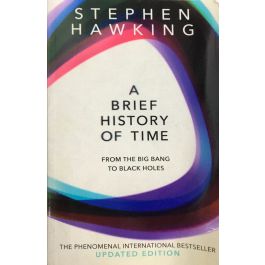 STEPHEN
HAWKING
A
BRIEF
HISTORY
OF TIME
FROM THE BIG BANG
TO BLACK HOLES
THE PHENOMENAL INTERNATIONAL BESTSELLER
UPDATED EDITION